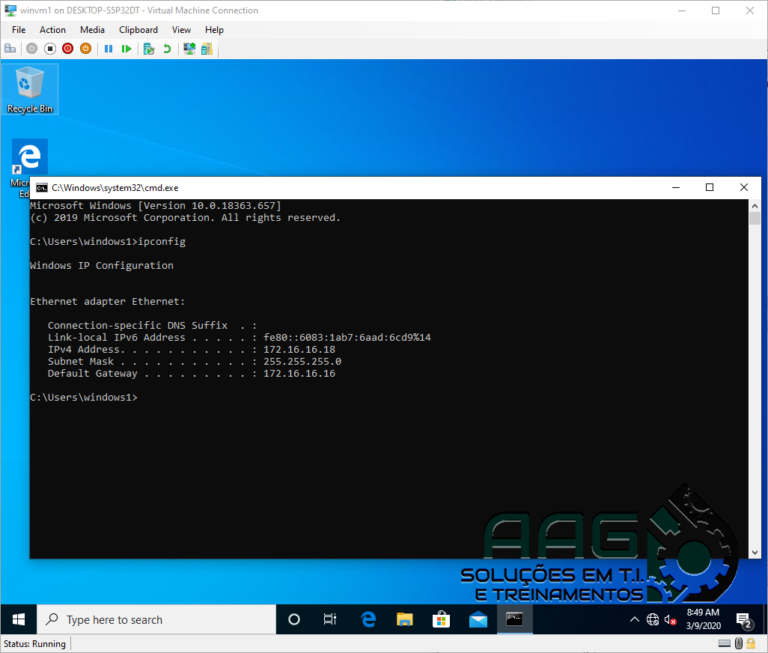 winvm1 on DESKTOP-SSP32DT - Virtual Machine Connection
File Action Media Clipboard View Help
Recycle Bin
C:\Windows\system32\cmd.exe
Microsoft Windows [Version 10.0.18363.657]
(c) 2019 Microsoft Corporation. All rights reserved.
C:\Users\windows1>ipconfig
Windows IP Configuration
Ethernet adapter Ethernet:
Connection-specific DNS Suffix . :
Link-local IPv6 Address . . . . . : fe80::6083:1ab7:6aad:6cd9%14
IPv4 Address. . . . . . . . . . . : 172.16.16.18
Subnet Mask . . . . . . . . . . . : 255.255.255.0
Default Gateway . . . . . . . . . : 172.16.16.16
C:\Users\windows1>
AAG
SOLUÇÕES EM T.I.
E TREINAMENTOS
Type here to search
8:49 AM
3/9/2020
2
Status: Running